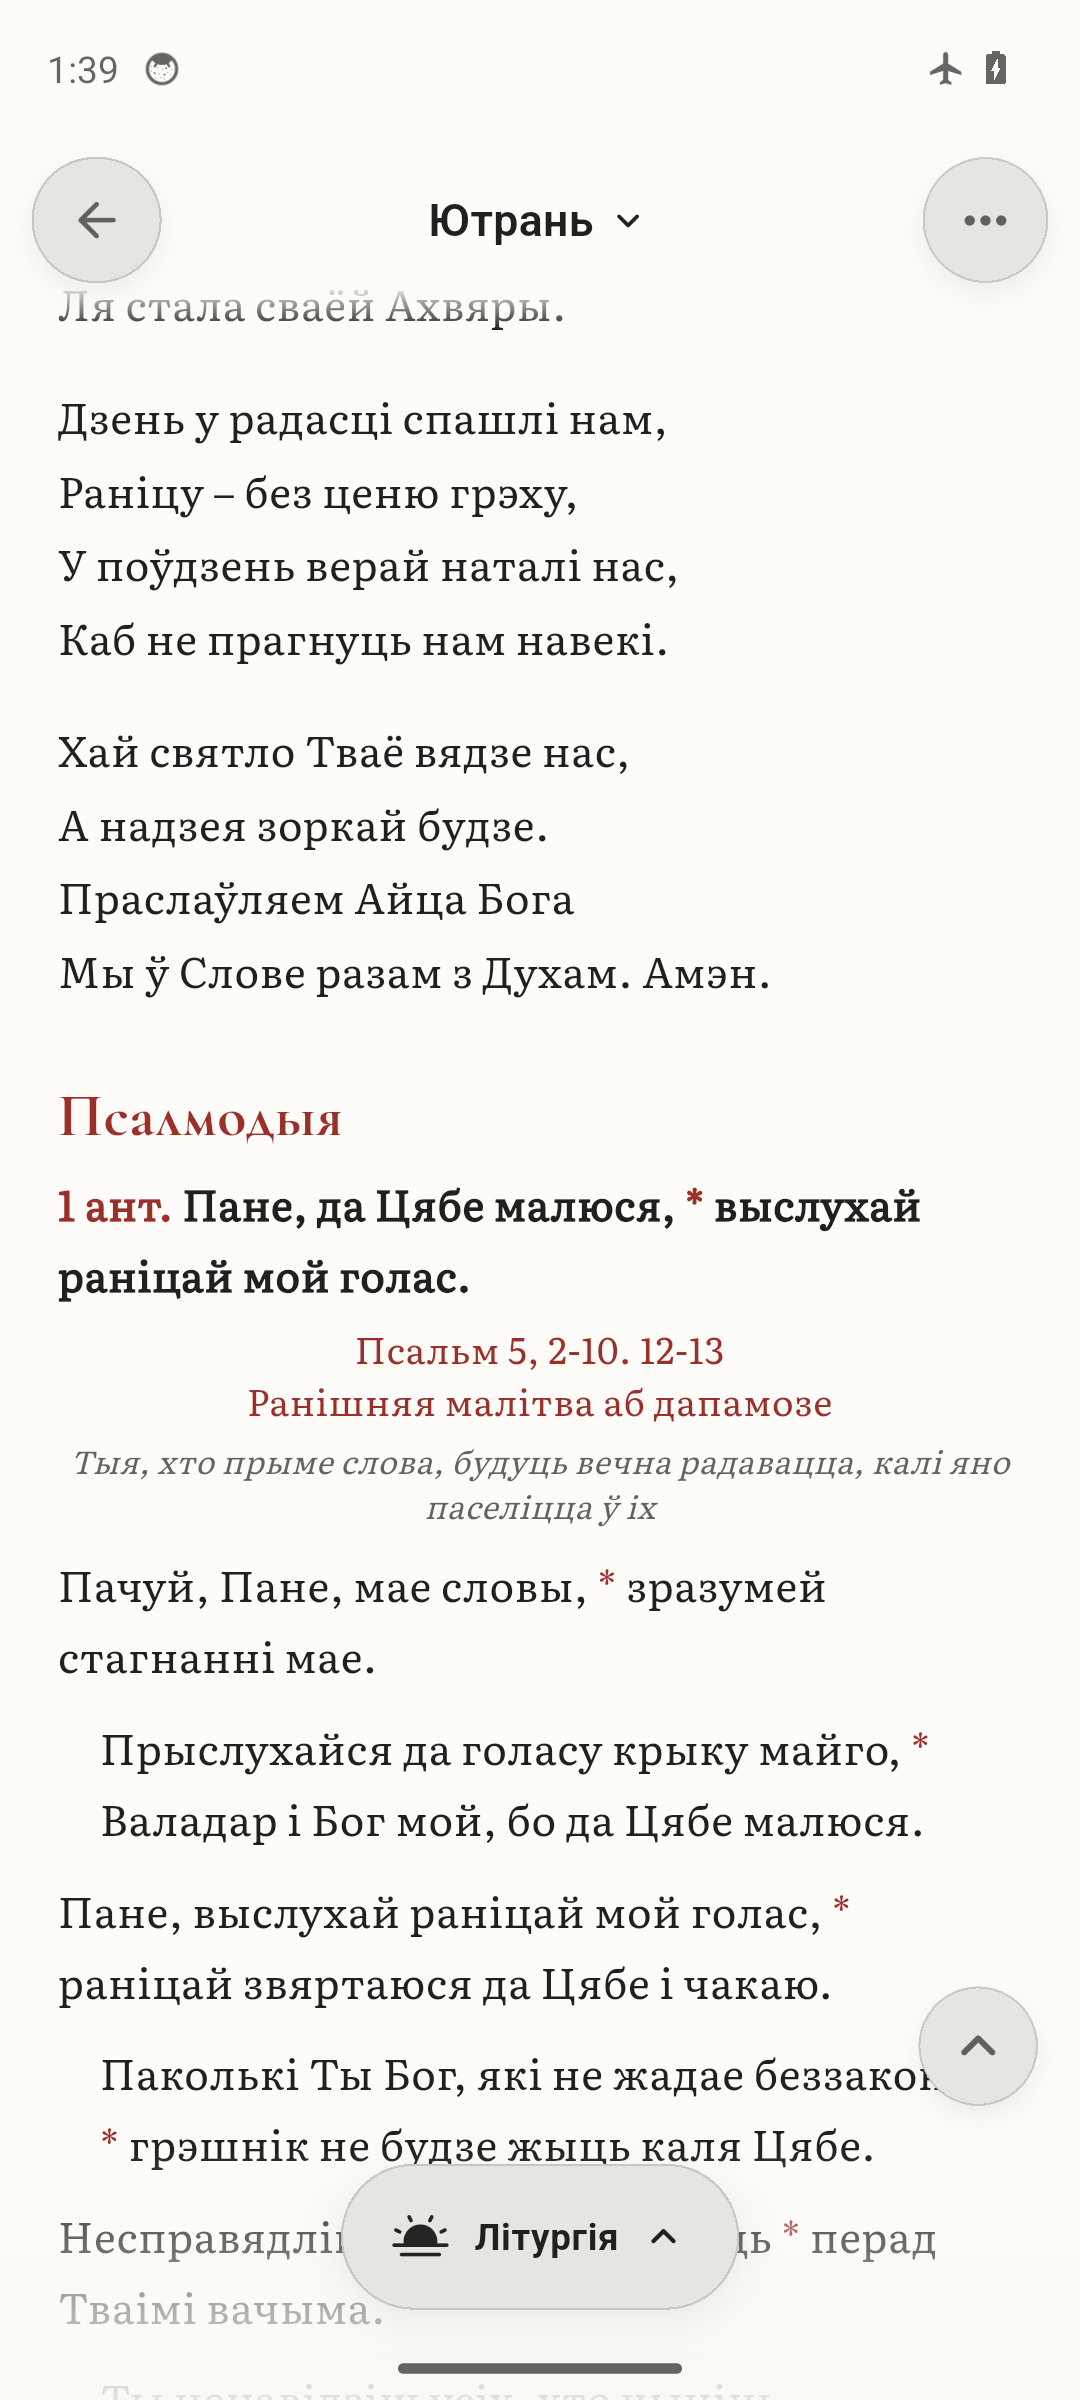 1:39
Ютрань
Ля стала сваёй Ахвяры.
Дзень у радасці спашлі нам,
Раніцу – без ценю грэху,
У поўдзень верай наталі нас,
Каб не прагнуць нам навекі.
Хай святло Тваё вядзе нас,
А надзея зоркай будзе.
Праслаўляем Айца Бога
Мы ў Слове разам з Духам. Амэн.
Псалмодыя
1 ант. Пане, да Цябе малюся, * выслухай
раніцай мой голас.
Псальм 5, 2-10. 12-13
Ранішняя малітва аб дапамозе
Тыя, хто прыме слова, будуць вечна радавацца, калі яно
паселіцца ў іх
Пачуй, Пане, мае словы, * зразумей
стагнанні мае.
Прыслухайся да голасу крыку майго, *
Валадар і Бог мой, бо да Цябе малюся.
Пане, выслухай раніцай мой голас, *
раніцай звяртаюся да Цябе і чакаю.
Паколькі Ты Бог, які не жадае
* грэшнік не будзе жыць каля Цябе.
* перад
Літургія
Тваімі вачыма.